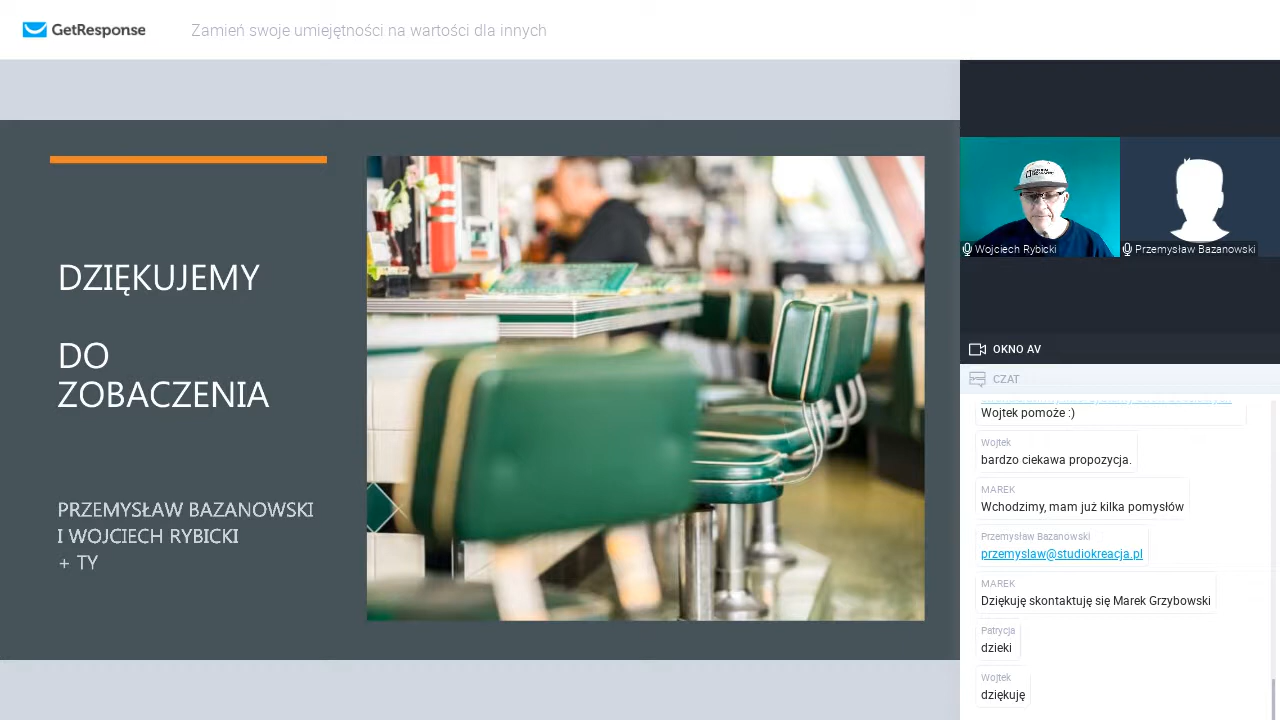 GetResponse
Zamień swoje umiejętności na wartości dla innych
DZIĘKUJEMY
DO
ZOBACZENIA
PRZEMYSŁAW BAZANOWSKI
I WOJCIECH RYBICKI
+ TY
Wojciech Rybicki
Przemysław Bazanowski
OKNO AV
CZAT
Wojtek pomoże :)
Wojtek
bardzo ciekawa propozycja.
MAREK
Wchodzimy, mam już kilka pomysłów
Przemysław Bazanowski
przemyslaw@studiokreacja.pl
MAREK
Dziękuję skontaktuję się Marek Grzybowski
Patrycja
dzieki
Wojtek
dziękuję